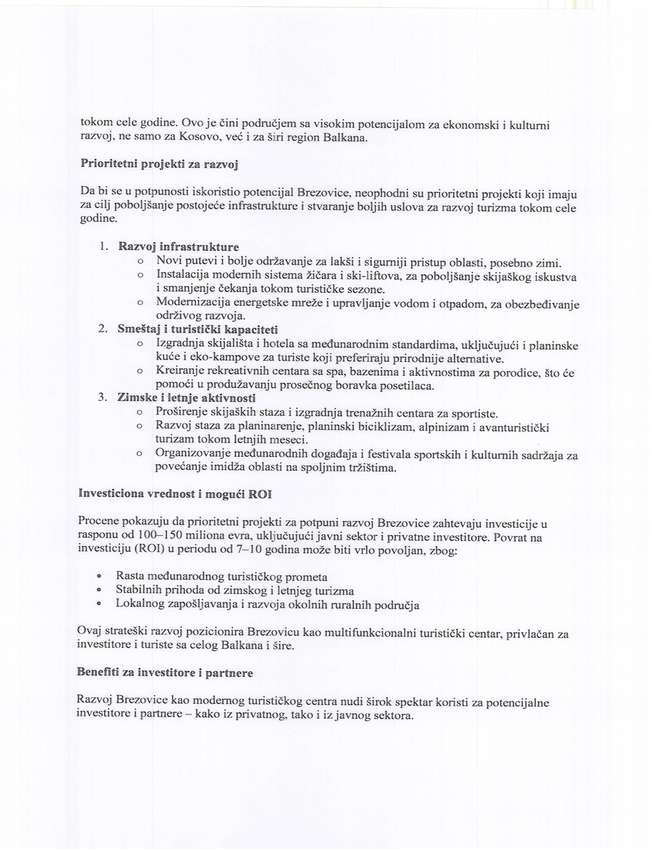 tokom cele godine. Ovo je čini područjem sa visokim potencijalom za ekonomski i kulturni
razvoj, ne samo za Kosovo, već i za širi region Balkana.
Prioritetni projekti za razvoj
Da bi se u potpunosti iskoristio potencijal Brezovice, neophodni su prioritetni projekti koji imaju
za cilj poboljšanje postojeće infrastrukture i stvaranje boljih uslova za razvoj turizma tokom cele
godine.
1. Razvoj infrastrukture
o Novi putevi i bolje održavanje za lakši i sigurniji pristup oblasti, posebno zimi.
o Instalacija modernih sistema žičara i ski-liftova, za poboljšanje skijaškog iskustva
i smanjenje čekanja tokom turističke sezone.
o Modernizacija energetske mreže i upravljanje vodom i otpadom, za obezbeđivanje
održivog razvoja.
2. Smeštaj i turistički kapaciteti
o Izgradnja skijališta i hotela sa međunarodnim standardima, uključujući i planinske
kuće i eko-kampove za turiste koji preferiraju prirodnije alternative.
o Kreiranje rekreativnih centara sa spa, bazenima i aktivnostima za porodice, što će
pomoći u produžavanju prosečnog boravka posetilaca.
3. Zimske i letnje aktivnosti
o Proširenje skijaških staza i izgradnja trenažnih centara za sportiste.
o Razvoj staza za planinarenje, planinski biciklizam, alpinizam i avanturistički
turizam tokom letnjih meseci.
o Organizovanje međunarodnih događaja i festivala sportskih i kulturnih sadržaja za
povećanje imidža oblasti na spoljnim tržištima.
Investiciona vrednost i mogući ROI
Procene pokazuju da prioritetni projekti za potpuni razvoj Brezovice zahtevaju investicije u
rasponu od 100–150 miliona evra, uključujući javni sektor i privatne investitore. Povrat na
investiciju (ROI) u periodu od 7–10 godina može biti vrlo povoljan, zbog:
• Rasta međunarodnog turističkog prometa
• Stabilnih prihoda od zimskog i letnjeg turizma
• Lokalnog zapošljavanja i razvoja okolnih ruralnih područja
Ovaj strateški razvoj pozicionira Brezovicu kao multifunkcionalni turistički centar, privlačan za
investitore i turiste sa celog Balkana i šire.
Benefiti za investitore i partnere
Razvoj Brezovice kao modernog turističkog centra nudi širok spektar koristi za potencijalne
investitore i partnere – kako iz privatnog, tako i iz javnog sektora.